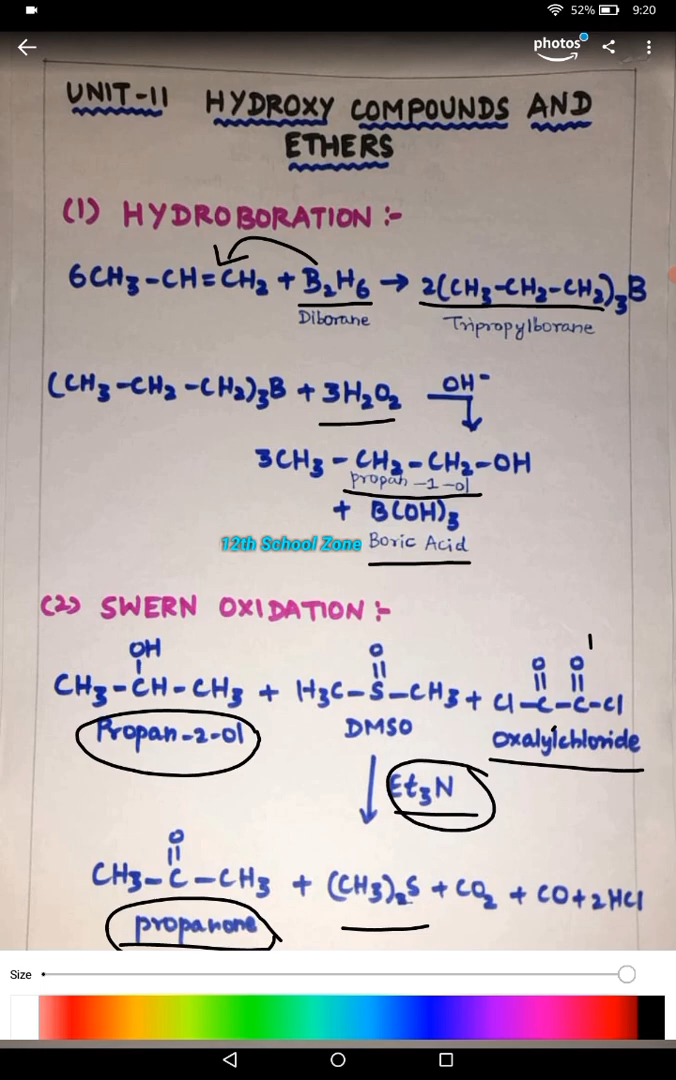 52% 9:20
photos
UNIT-11 HYDROXY COMPOUNDS AND
ETHERS
(1) HYDROBORATION :-
6CH₃-CH=CH₂ + B₂H₆ → 2(CH₃-CH₂-CH₂)₃B
Diborane Tripropylborane
(CH₃-CH₂-CH₂)₃B + 3H₂O₂ OH⁻
3CH₃-CH₂-CH₂-OH
propan-1-ol
+ B(OH)₃
12th School Zone Boric Acid
(2) SWERN OXIDATION :-
OH O O O
CH₃-CH-CH₃ + H₃C-S-CH₃ + Cl-C-C-Cl
Propan-2-ol DMSO Oxalylchloride
Et₃N
O
CH₃-C-CH₃ + (CH₃)₂S + CO₂ + CO+2HCl
propanone
Size